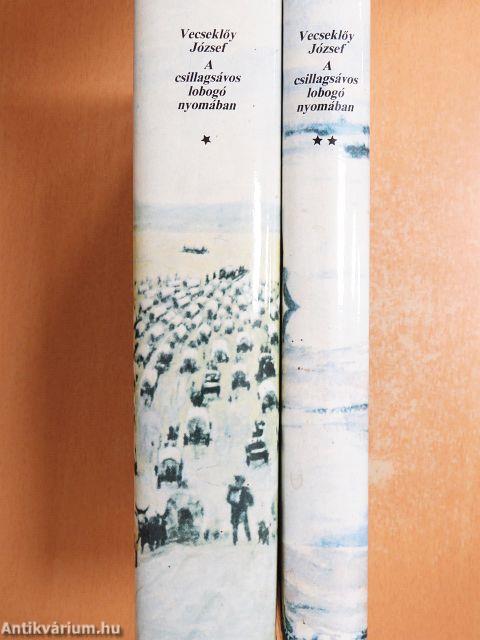 Vecseklőy
József
A
csillagsávos
lobogó
nyomában
★
Vecseklőy
József
A
csillagsávos
lobogó
nyomában
★★
Antikvárium.hu